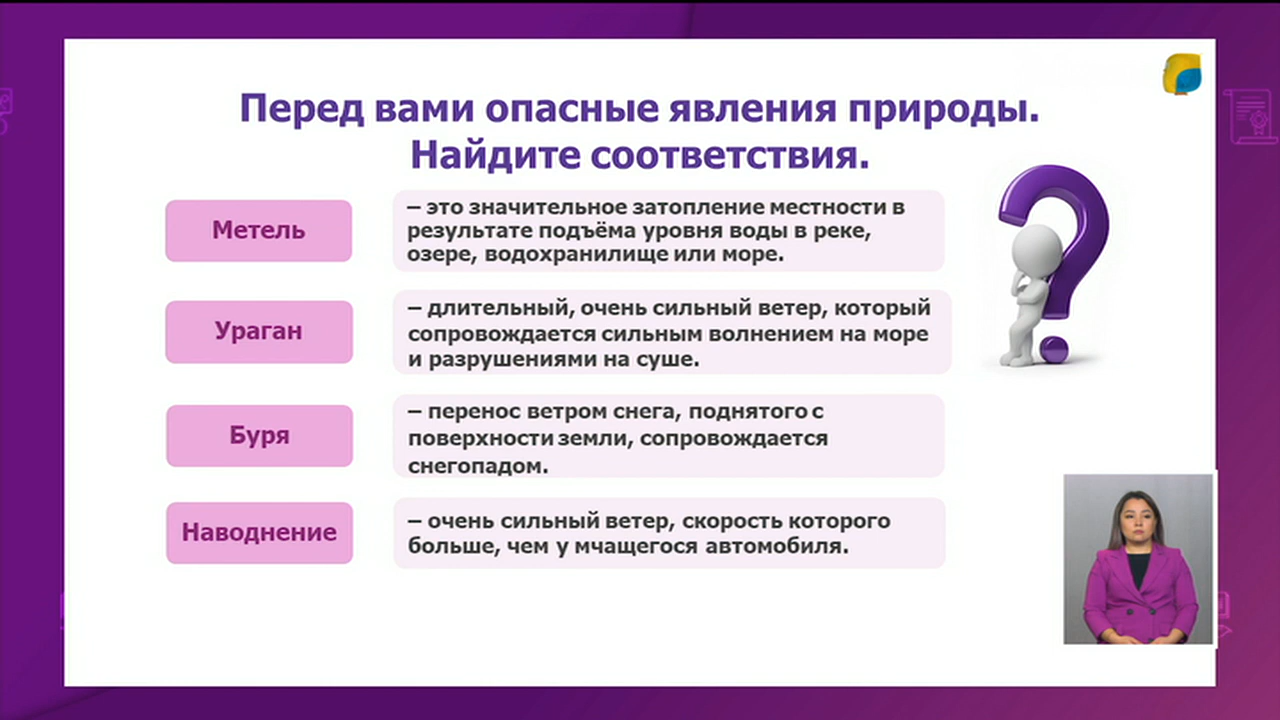 Перед вами опасные явления природы.
Найдите соответствия.
Метель
– это значительное затопление местности в
результате подъёма уровня воды в реке,
озере, водохранилище или море.
Ураган
– длительный, очень сильный ветер, который
сопровождается сильным волнением на море
и разрушениями на суше.
Буря
– перенос ветром снега, поднятого с
поверхности земли, сопровождается
снегопадом.
Наводнение
– очень сильный ветер, скорость которого
больше, чем у мчащегося автомобиля.